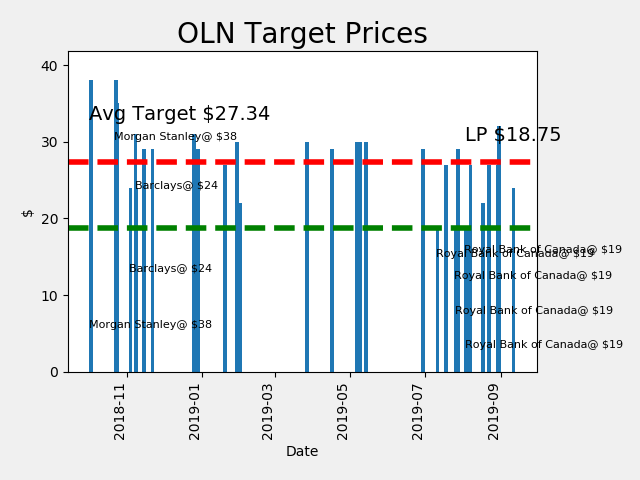 OLN Target Prices
40
Avg Target $27.34
Morgan Stanley@ $38
LP $18.75
30
Barclays@ $24
20
$
Royal Bank of Canada@ $19
Royal Bank of Canada@ $19
Barclays@ $24
Royal Bank of Canada@ $19
10
Royal Bank of Canada@ $19
Morgan Stanley@ $38
Royal Bank of Canada@ $19
0
2018-11
2019-01
2019-03
2019-05
2019-07
2019-09
Date